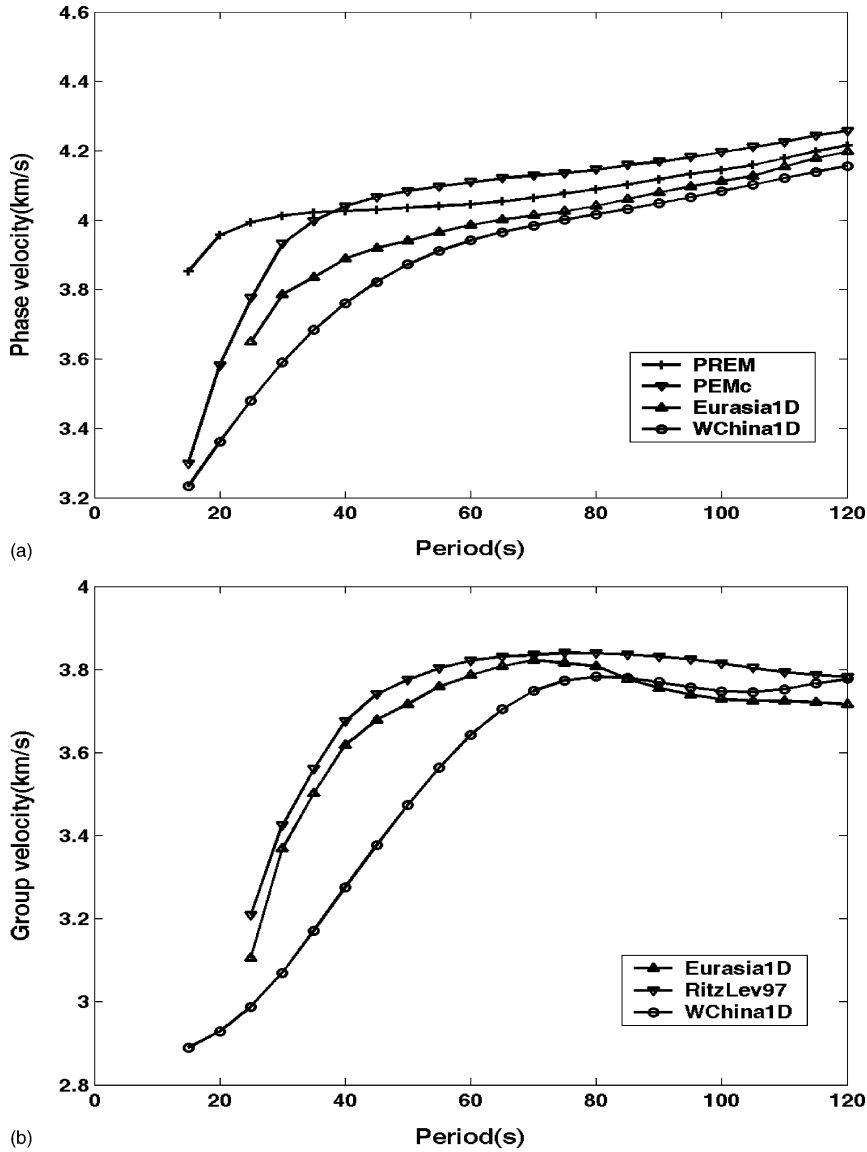 4.6
4.4
4.2
4
3.8
3.6
3.4
3.2
Phase velocity(km/s)
PREM
PEMc
Eurasia1D
WChina1D
0 20 40 60 80 100 120
(a) Period(s)
4
3.8
3.6
3.4
3.2
3
2.8
Group velocity(km/s)
Eurasia1D
RitzLev97
WChina1D
0 20 40 60 80 100 120
(b) Period(s)